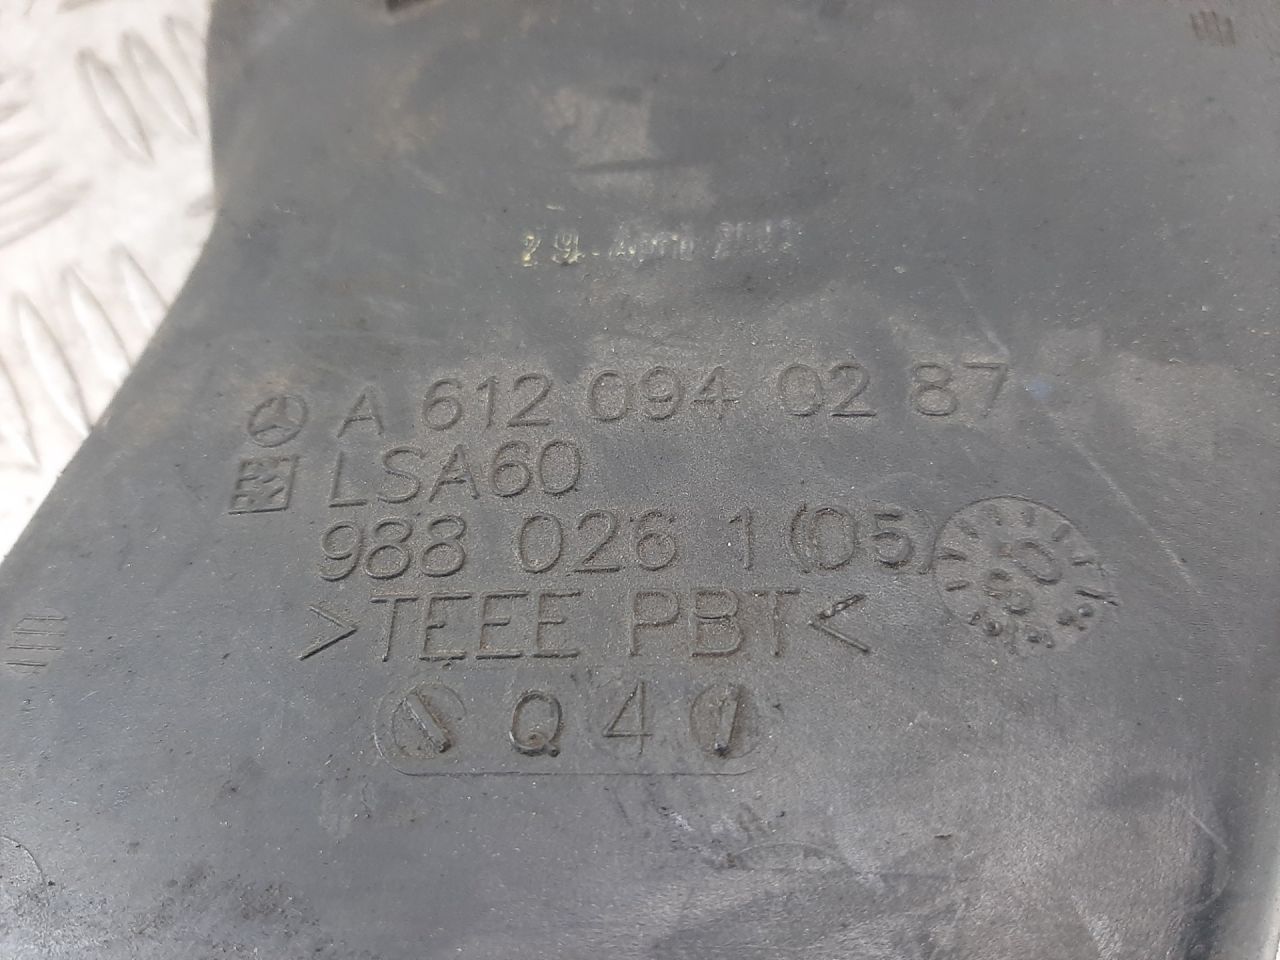 A 612 094 02 87
LSA60
988 026 1 (05)
>TEEE PBT<
Q 4